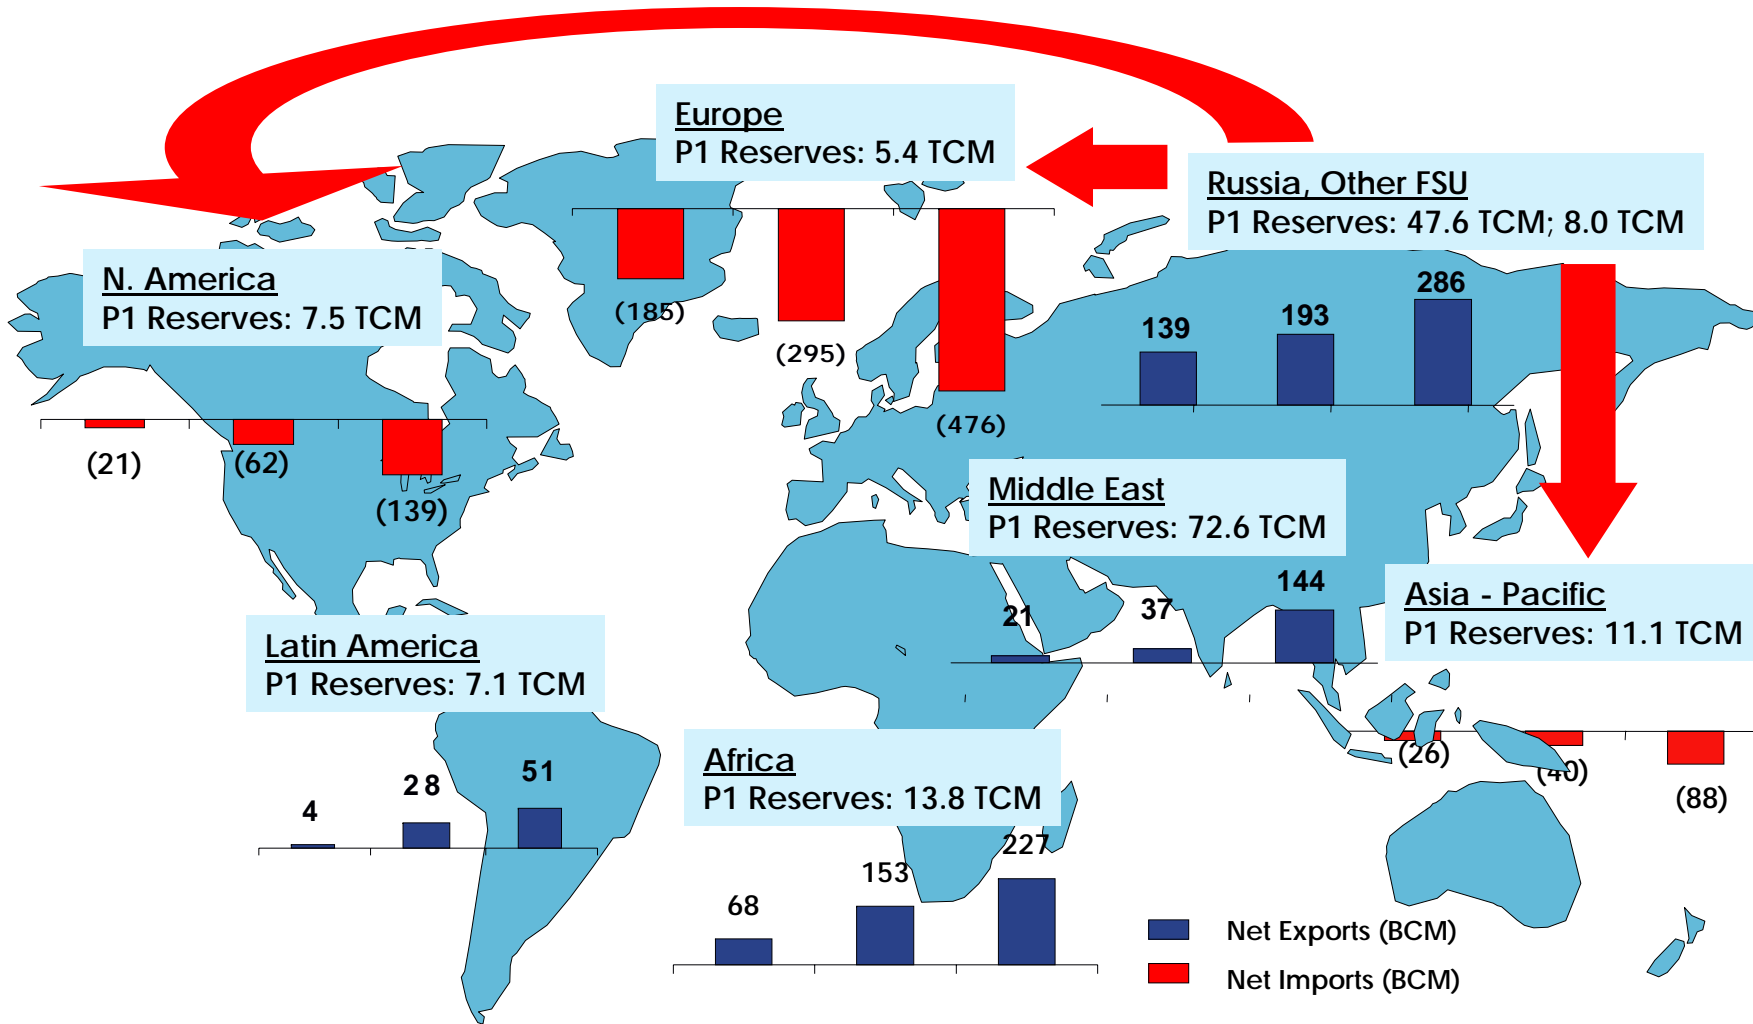 Europe
P1 Reserves: 5.4 TCM
Russia, Other FSU
P1 Reserves: 47.6 TCM; 8.0 TCM
N. America
P1 Reserves: 7.5 TCM
(185)
(295)
(476)
139
193
286
(21)
(62)
(139)
Middle East
P1 Reserves: 72.6 TCM
21
37
144
Asia - Pacific
P1 Reserves: 11.1 TCM
Latin America
P1 Reserves: 7.1 TCM
(26)
(40)
(88)
4
28
51
Africa
P1 Reserves: 13.8 TCM
68
153
227
Net Exports (BCM)
Net Imports (BCM)